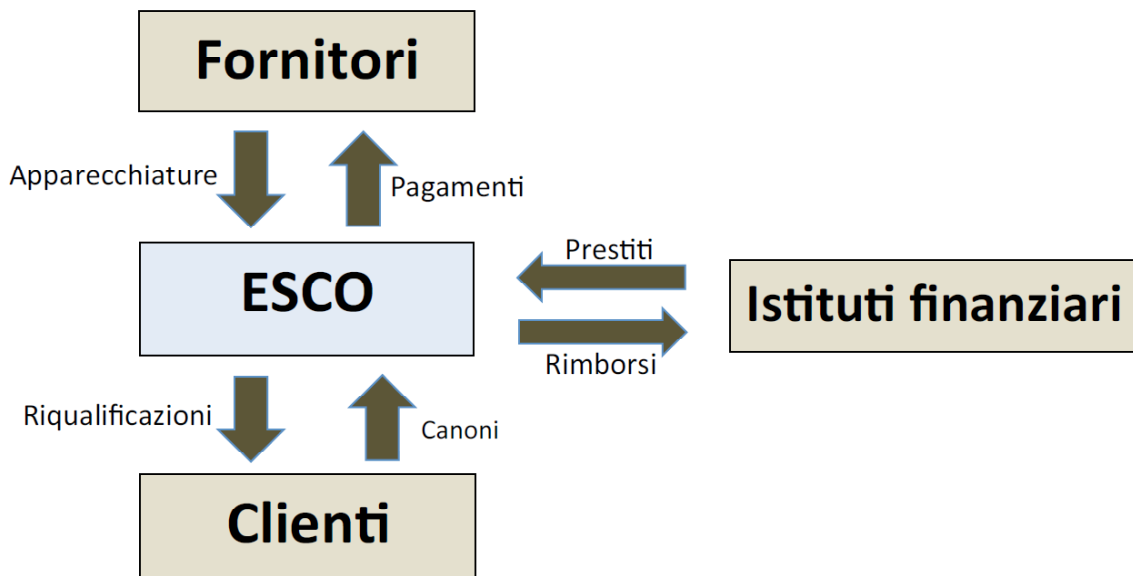 Fornitori
Apparecchiature
Pagamenti
Prestiti
ESCO
Istituti finanziari
Rimborsi
Riqualificazioni
Canoni
Clienti